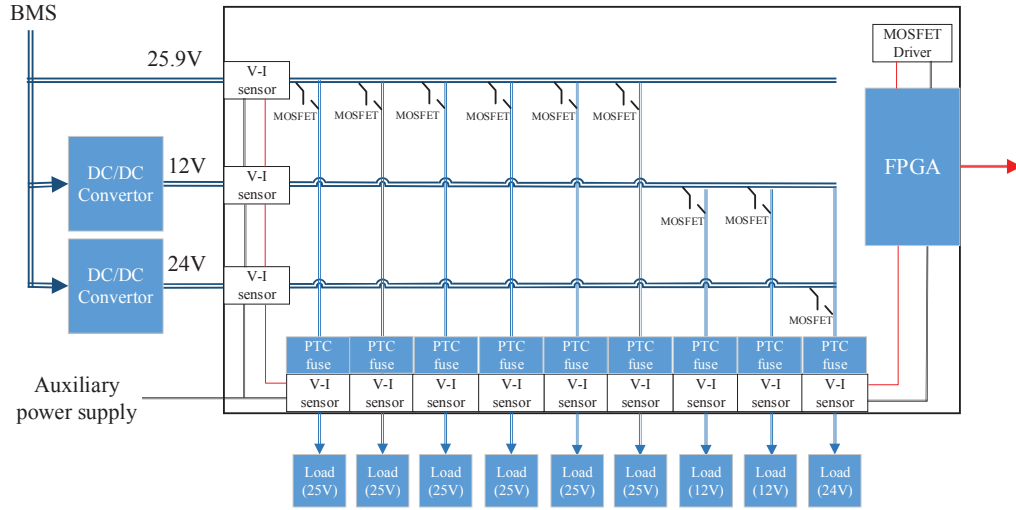 BMS
25.9V
V-I
sensor
MOSFET
Driver
MOSFET
MOSFET
MOSFET
MOSFET
MOSFET
MOSFET
DC/DC
Convertor
12V
V-I
sensor
MOSFET
MOSFET
FPGA
DC/DC
Convertor
24V
V-I
sensor
MOSFET
PTC
fuse
PTC
fuse
PTC
fuse
PTC
fuse
PTC
fuse
PTC
fuse
PTC
fuse
PTC
fuse
PTC
fuse
Auxiliary
power supply
V-I
sensor
V-I
sensor
V-I
sensor
V-I
sensor
V-I
sensor
V-I
sensor
V-I
sensor
V-I
sensor
V-I
sensor
Load
(25V)
Load
(25V)
Load
(25V)
Load
(25V)
Load
(25V)
Load
(25V)
Load
(12V)
Load
(12V)
Load
(24V)